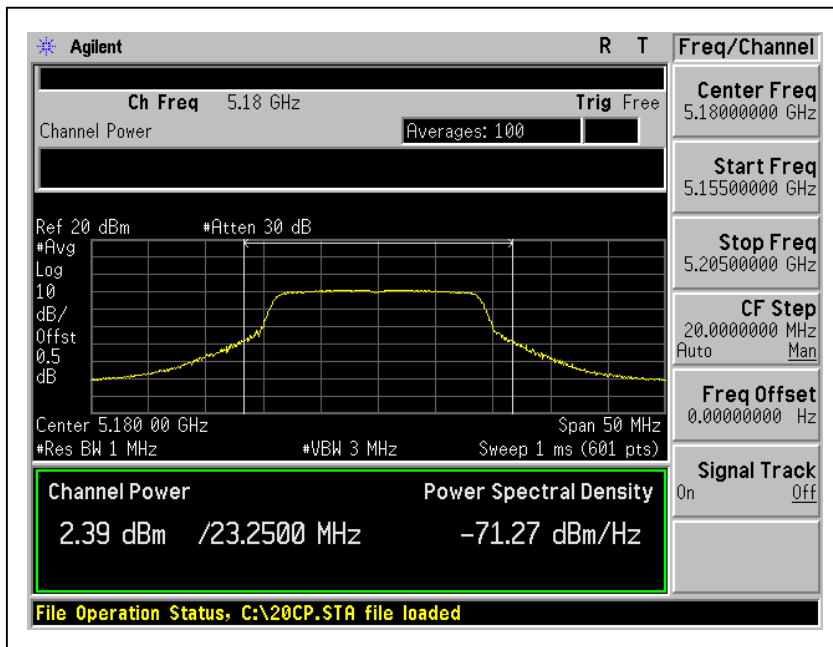 Agilent R T Freq/Channel
Ch Freq 5.18 GHz Trig Free
Channel Power Averages: 100
Center Freq
5.18000000 GHz
Start Freq
5.15500000 GHz
Ref 20 dBm #Atten 30 dB
#Avg
Log
10
dB/
Offst
0.5
dB
Stop Freq
5.20500000 GHz
CF Step
20.0000000 MHz
Auto Man
Freq Offset
0.00000000 Hz
Center 5.180 00 GHz Span 50 MHz
#Res BW 1 MHz #VBW 3 MHz Sweep 1 ms (601 pts)
Signal Track
On Off
Channel Power Power Spectral Density
2.39 dBm /23.2500 MHz -71.27 dBm/Hz
File Operation Status, C:\20CP.STA file loaded